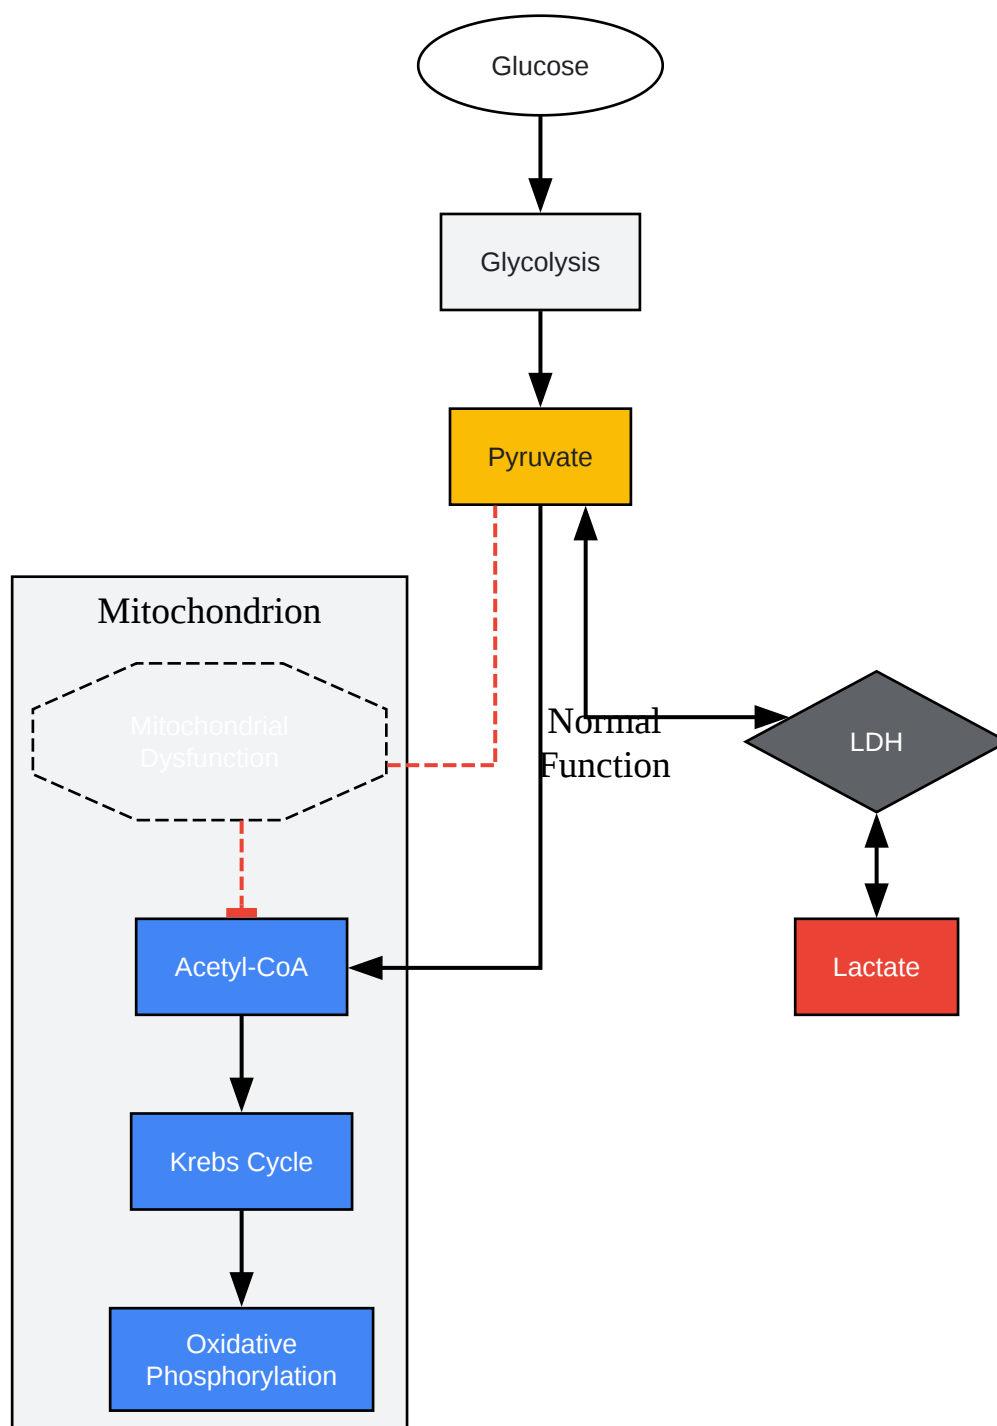 Glucose
Glycolysis
Pyruvate
Mitochondrion
Mitochondrial
Dysfunction
Normal
Function
LDH
Acetyl-CoA
Lactate
Krebs Cycle
Oxidative
Phosphorylation